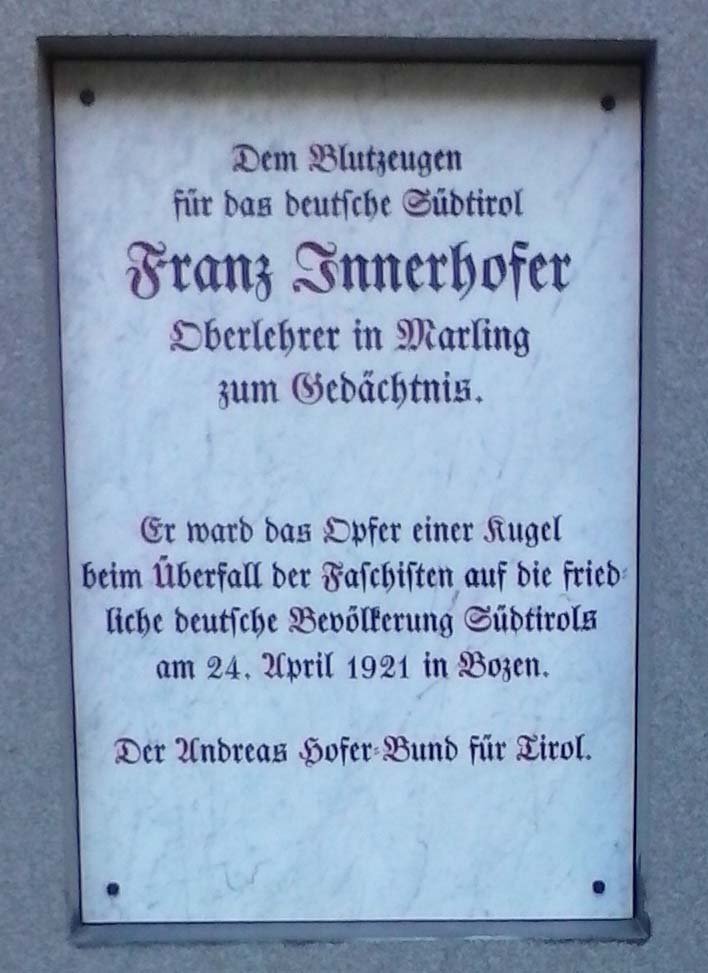 Dem Blutzeugen
für das deutſche Südtirol
Franz Innerhofer
Oberlehrer in Marling
zum Gedächtnis.
Er ward das Opfer einer Kugel
beim Überfall der Faſchiſten auf die fried-
liche deutſche Bevölkerung Südtirols
am 24. April 1921 in Bozen.
Der Andreas Hofer-Bund für Tirol.